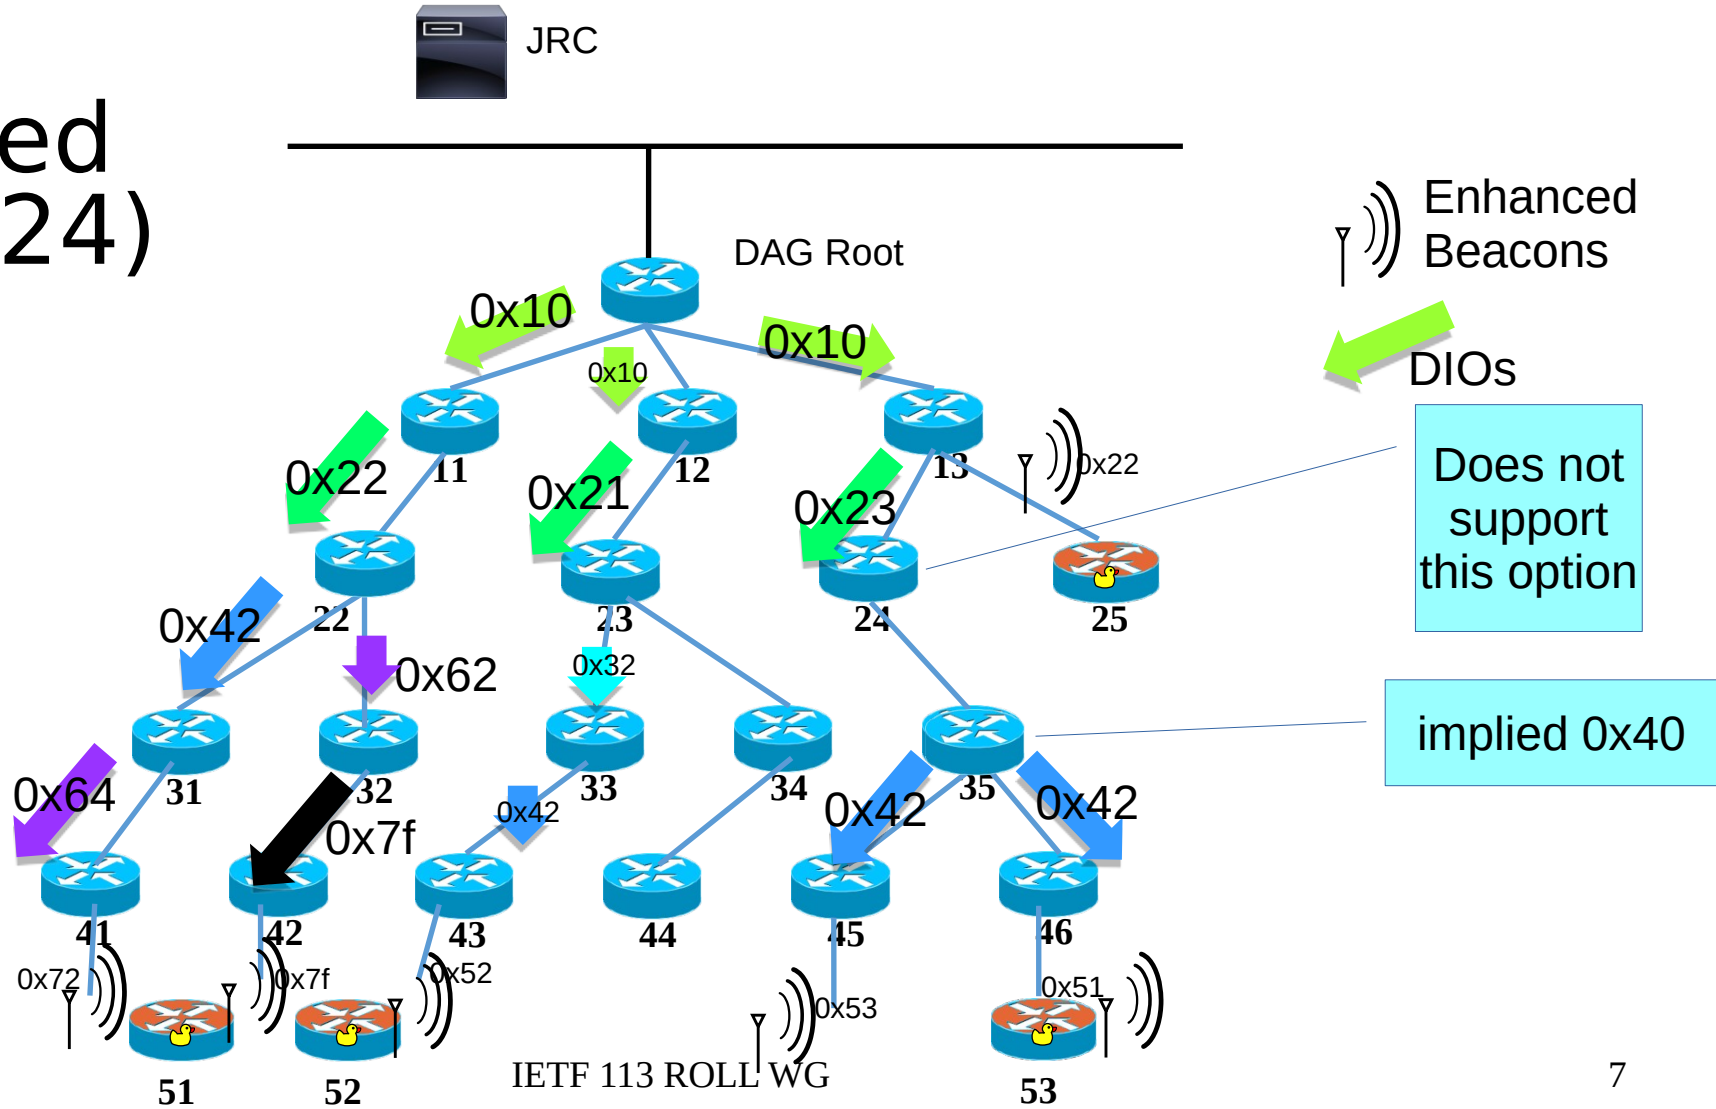 JRC
ed
24)
Enhanced
Beacons
DAG Root
0x10
0x10
0x10
DIOs
Does not
support
this option
11
12
13
0x22
0x22
0x21
0x23
22
23
24
25
0x42
0x62
0x32
implied 0x40
31
32
33
34
35
0x64
0x7f
0x42
0x42
0x42
41
42
43
44
45
46
0x72
0x7f
0x52
0x53
0x51
51
52
53
IETF 113 ROLL WG
7